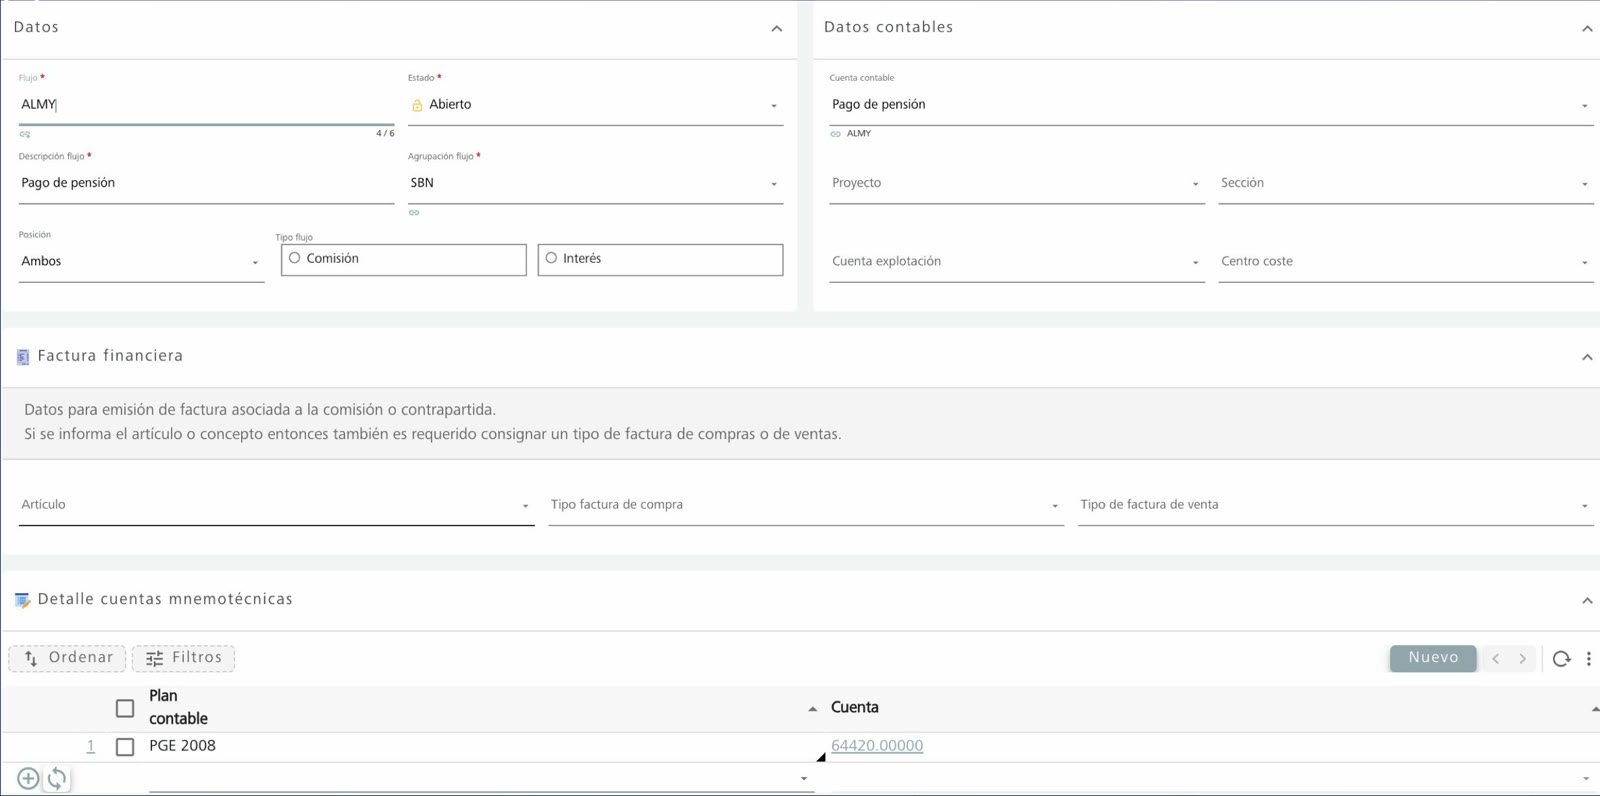 Datos
Flujo *
ALMY
4 / 6
Estado *
Abierto
Descripción flujo *
Pago de pensión
Agrupación flujo *
SBN
Posición
Ambos
Tipo flujo
Comisión
Interés
Datos contables
Cuenta contable
Pago de pensión
ALMY
Proyecto
Sección
Cuenta explotación
Centro coste
Factura financiera
Datos para emisión de factura asociada a la comisión o contrapartida.
Si se informa el artículo o concepto entonces también es requerido consignar un tipo de factura de compras o de ventas.
Artículo
Tipo factura de compra
Tipo de factura de venta
Detalle cuentas mnemotécnicas
Ordenar
Filtros
Nuevo
Plan
contable
Cuenta
1
PGE 2008
64420.00000